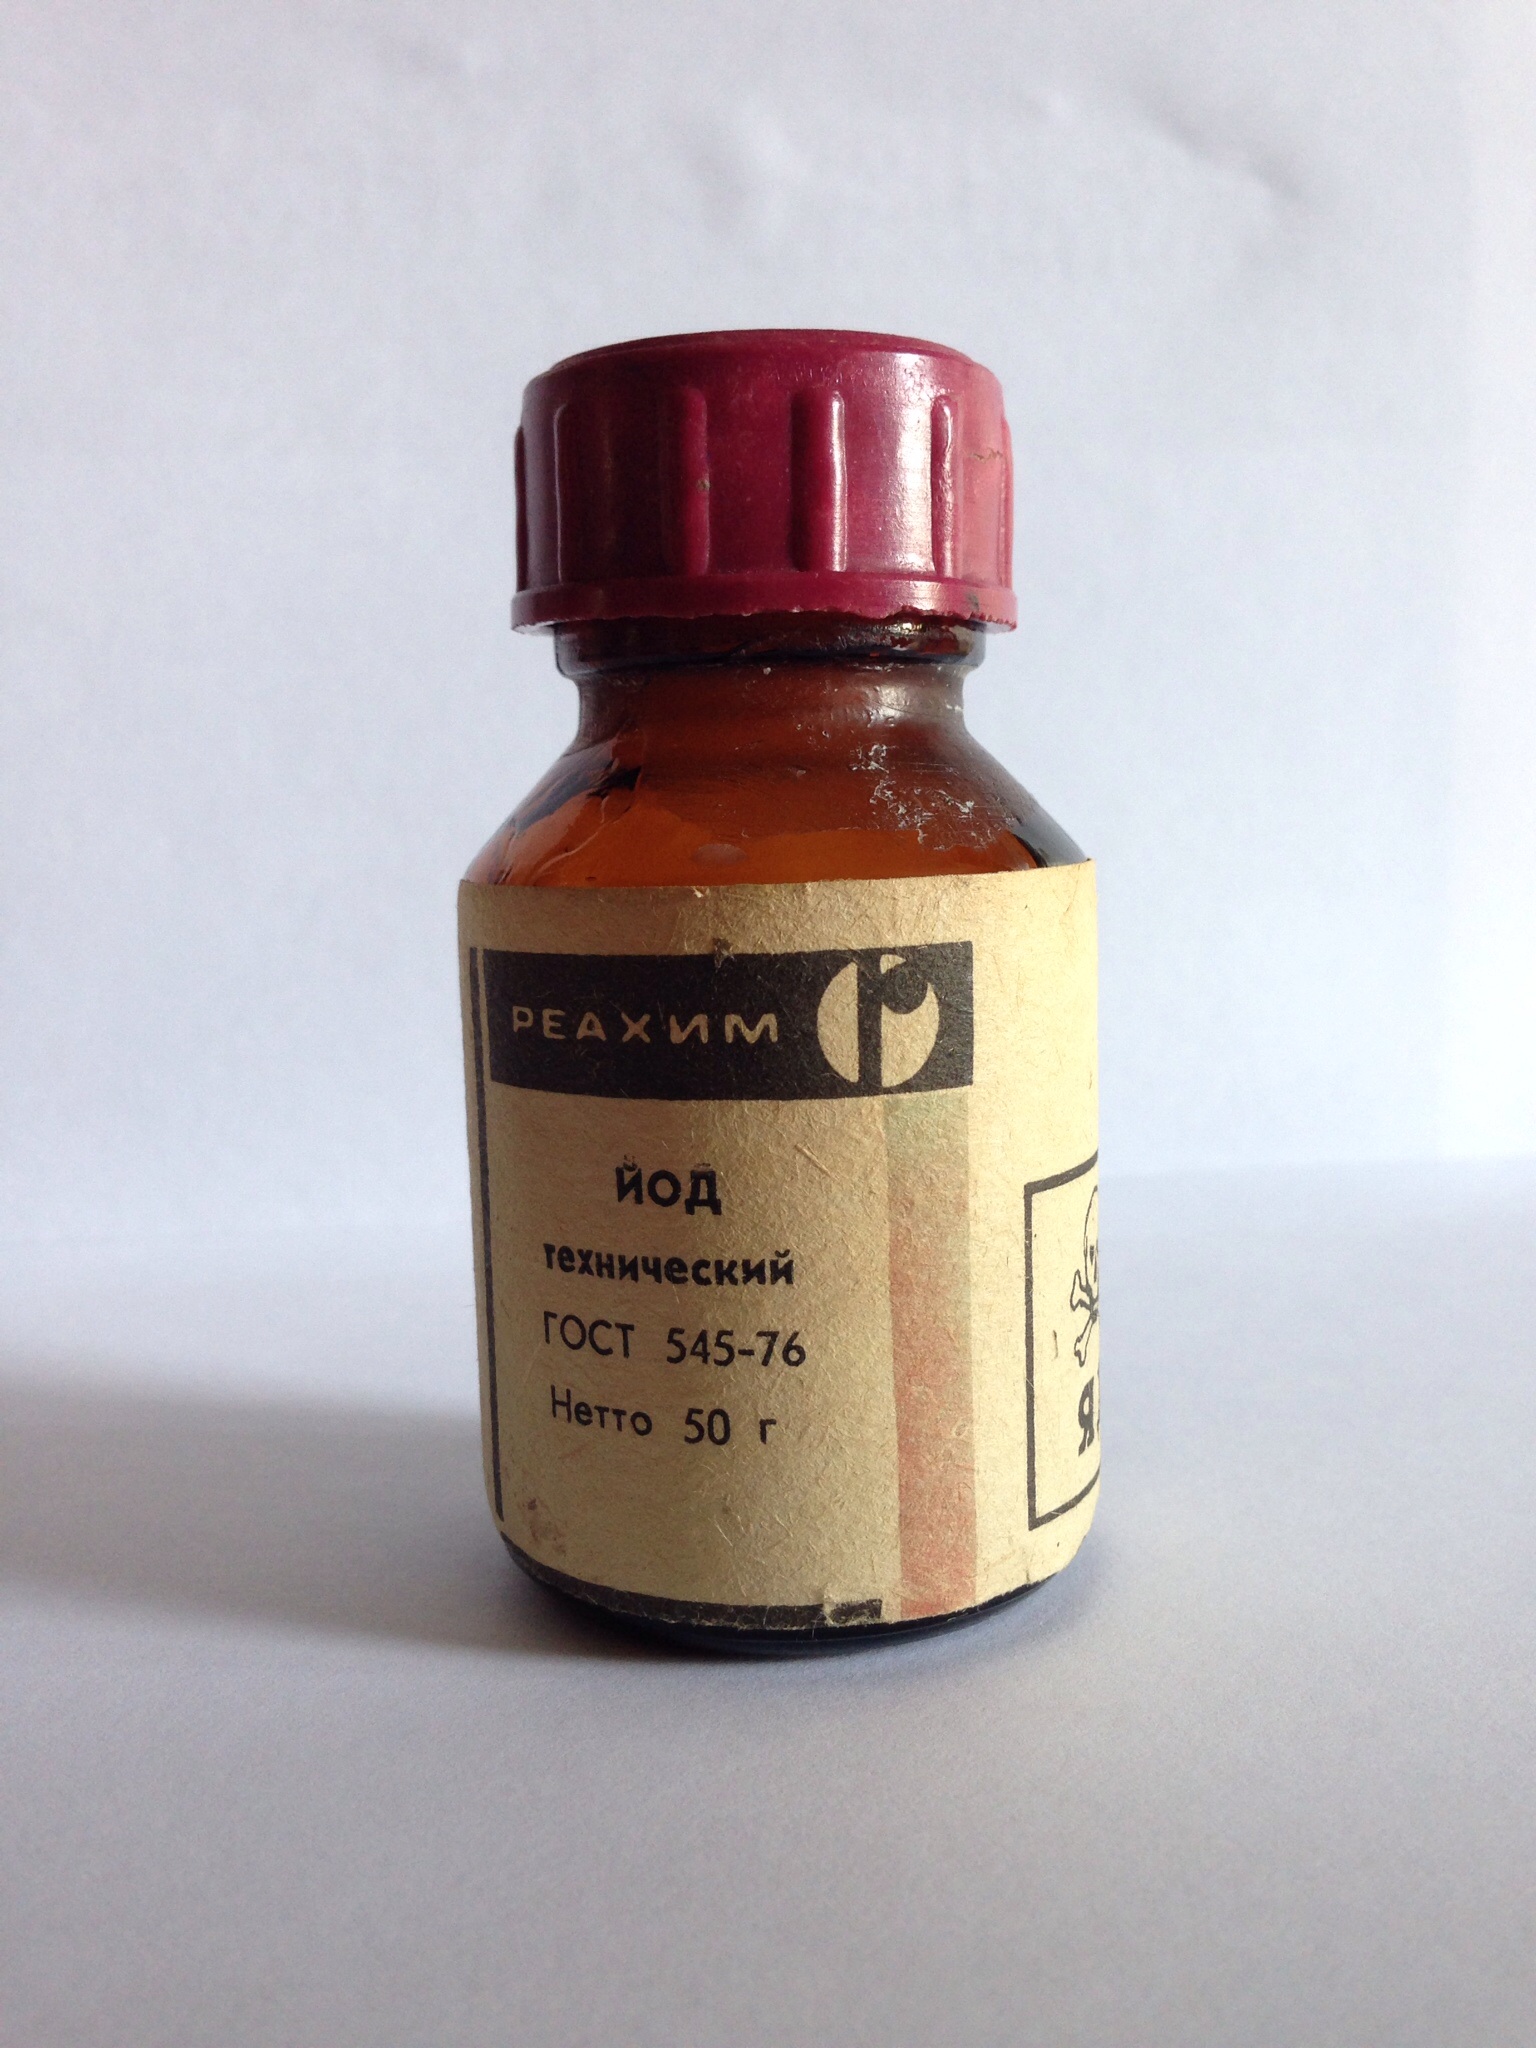 РЕАХИМ
ЙОД
технический
ГОСТ 545-76
Нетто 50 г